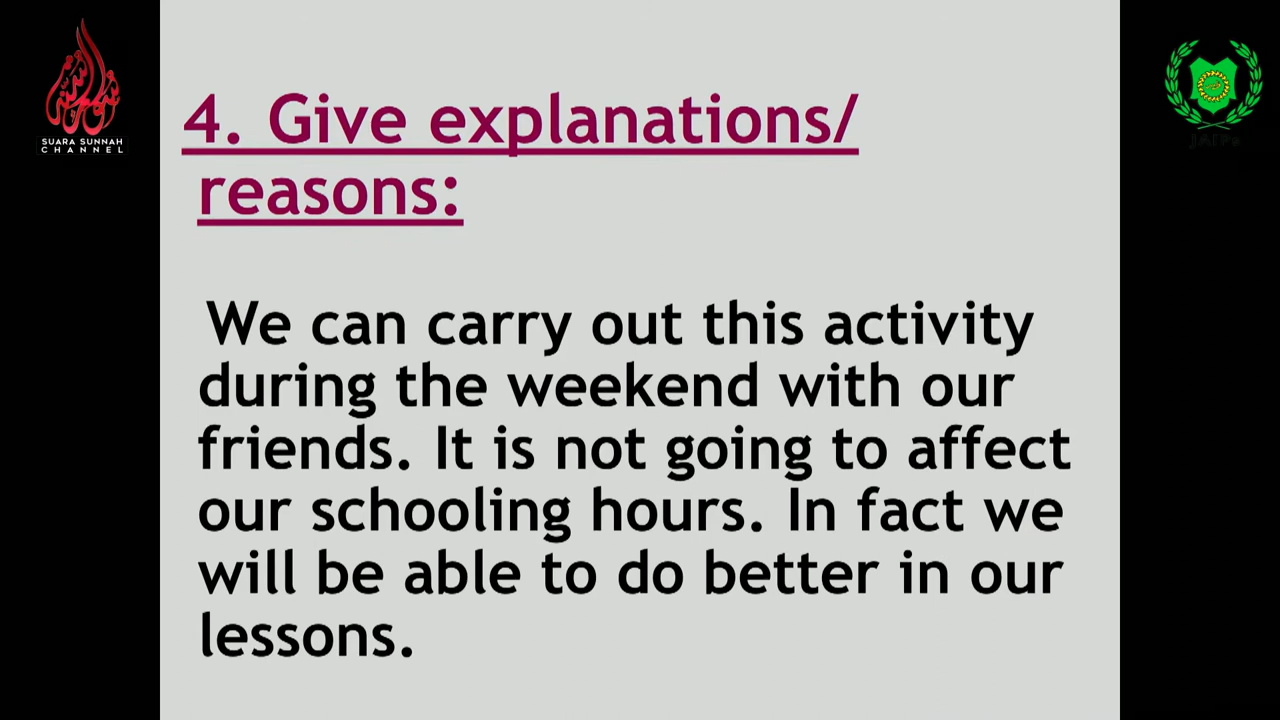 SUARA SUNNAH
CHANNEL
4. Give explanations/
reasons:
We can carry out this activity
during the weekend with our
friends. It is not going to affect
our schooling hours. In fact we
will be able to do better in our
lessons.